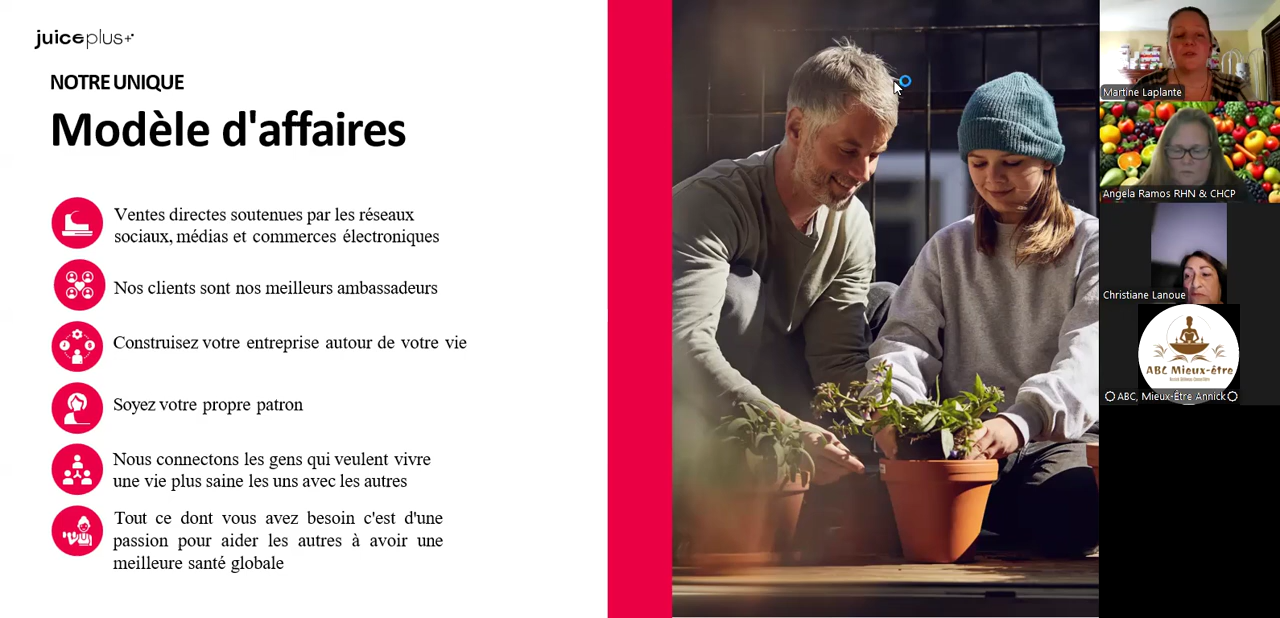 juiceplus+
NOTRE UNIQUE
Modèle d'affaires
Ventes directes soutenues par les réseaux
sociaux, médias et commerces électroniques
Nos clients sont nos meilleurs ambassadeurs
Construisez votre entreprise autour de votre vie
Soyez votre propre patron
Nous connectons les gens qui veulent vivre
une vie plus saine les uns avec les autres
Tout ce dont vous avez besoin c'est d'une
passion pour aider les autres à avoir une
meilleure santé globale
Martine Laplante
Angela Ramos RHN & CHCP
Christiane Lanoue
ABC Mieux-être
ABC, Mieux-Être Annick